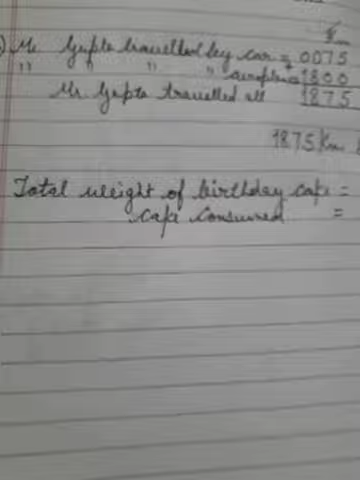 Km
) Mr Gupta travelled by car = 0075
" " " " aeroplane = 1800
Mr Gupta travelled all 1875
1875 Km
Total weight of birthday cake =
cake consumed =